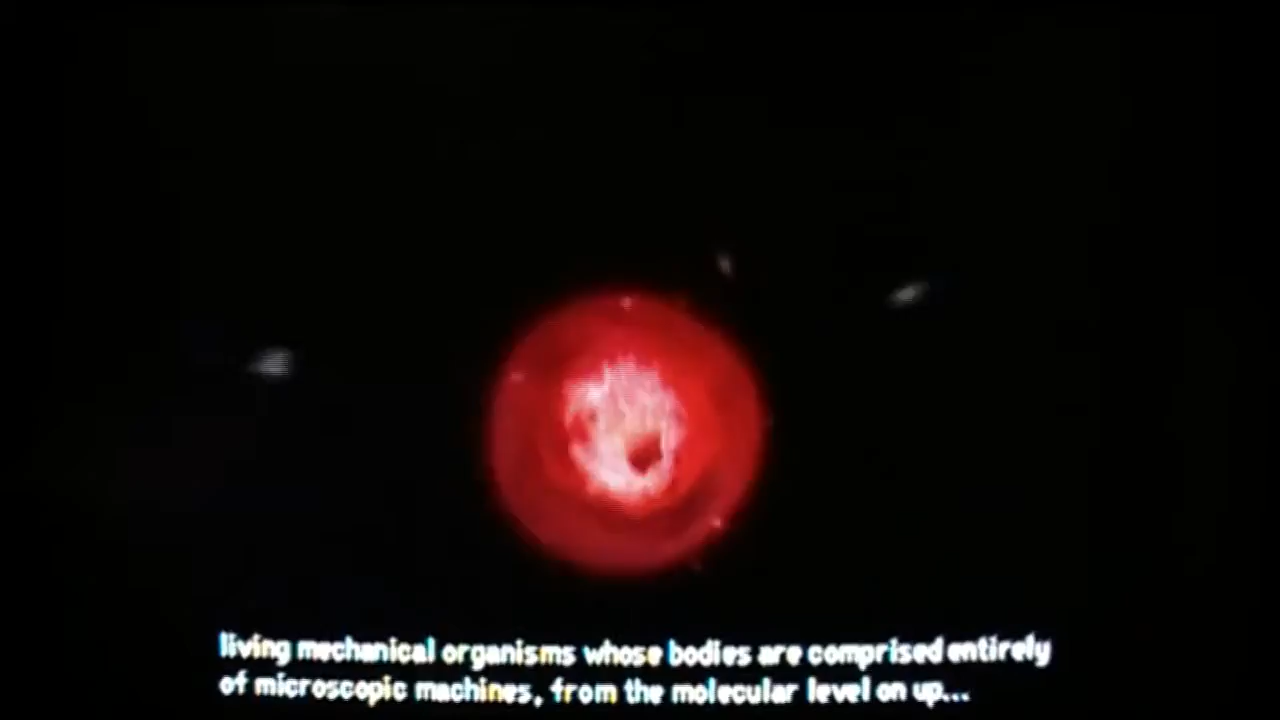 living mechanical organisms whose bodies are comprised entirely
of microscopic machines, from the molecular level on up...